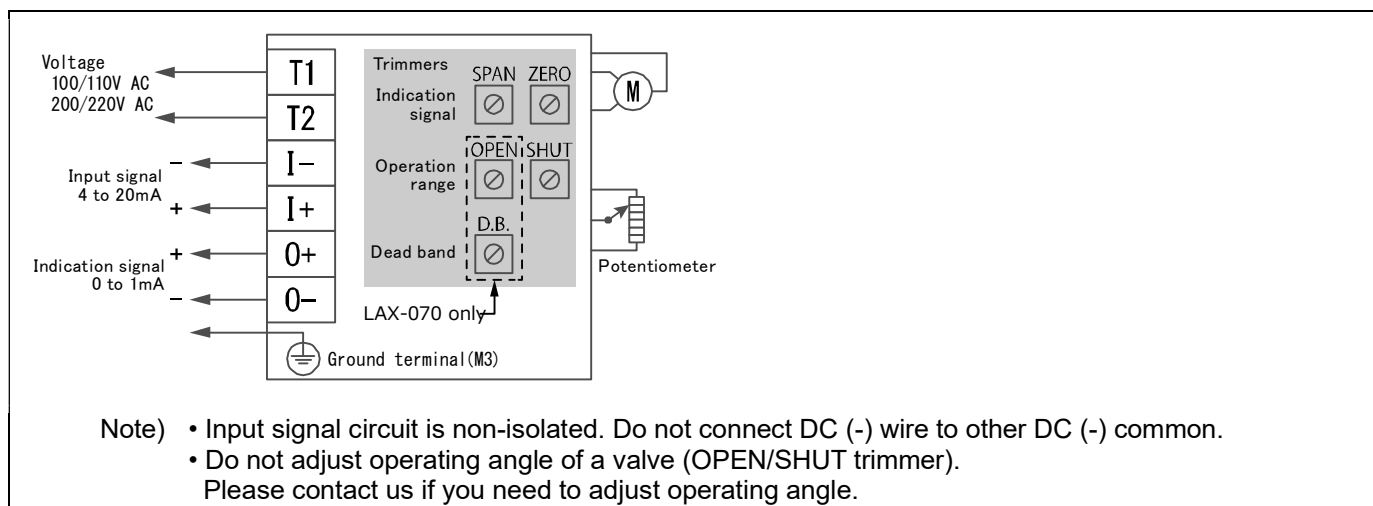 Voltage
100/110V AC
200/220V AC
T1
T2
Input signal
4 to 20mA
−
+
I−
I+
Indication signal
0 to 1mA
+
−
0+
0−
Ground terminal(M3)
Trimmers
SPAN ZERO
Indication
signal
OPEN SHUT
Operation
range
D.B.
Dead band
LAX-070 only
M
Potentiometer
Note) • Input signal circuit is non-isolated. Do not connect DC (-) wire to other DC (-) common.
• Do not adjust operating angle of a valve (OPEN/SHUT trimmer).
Please contact us if you need to adjust operating angle.